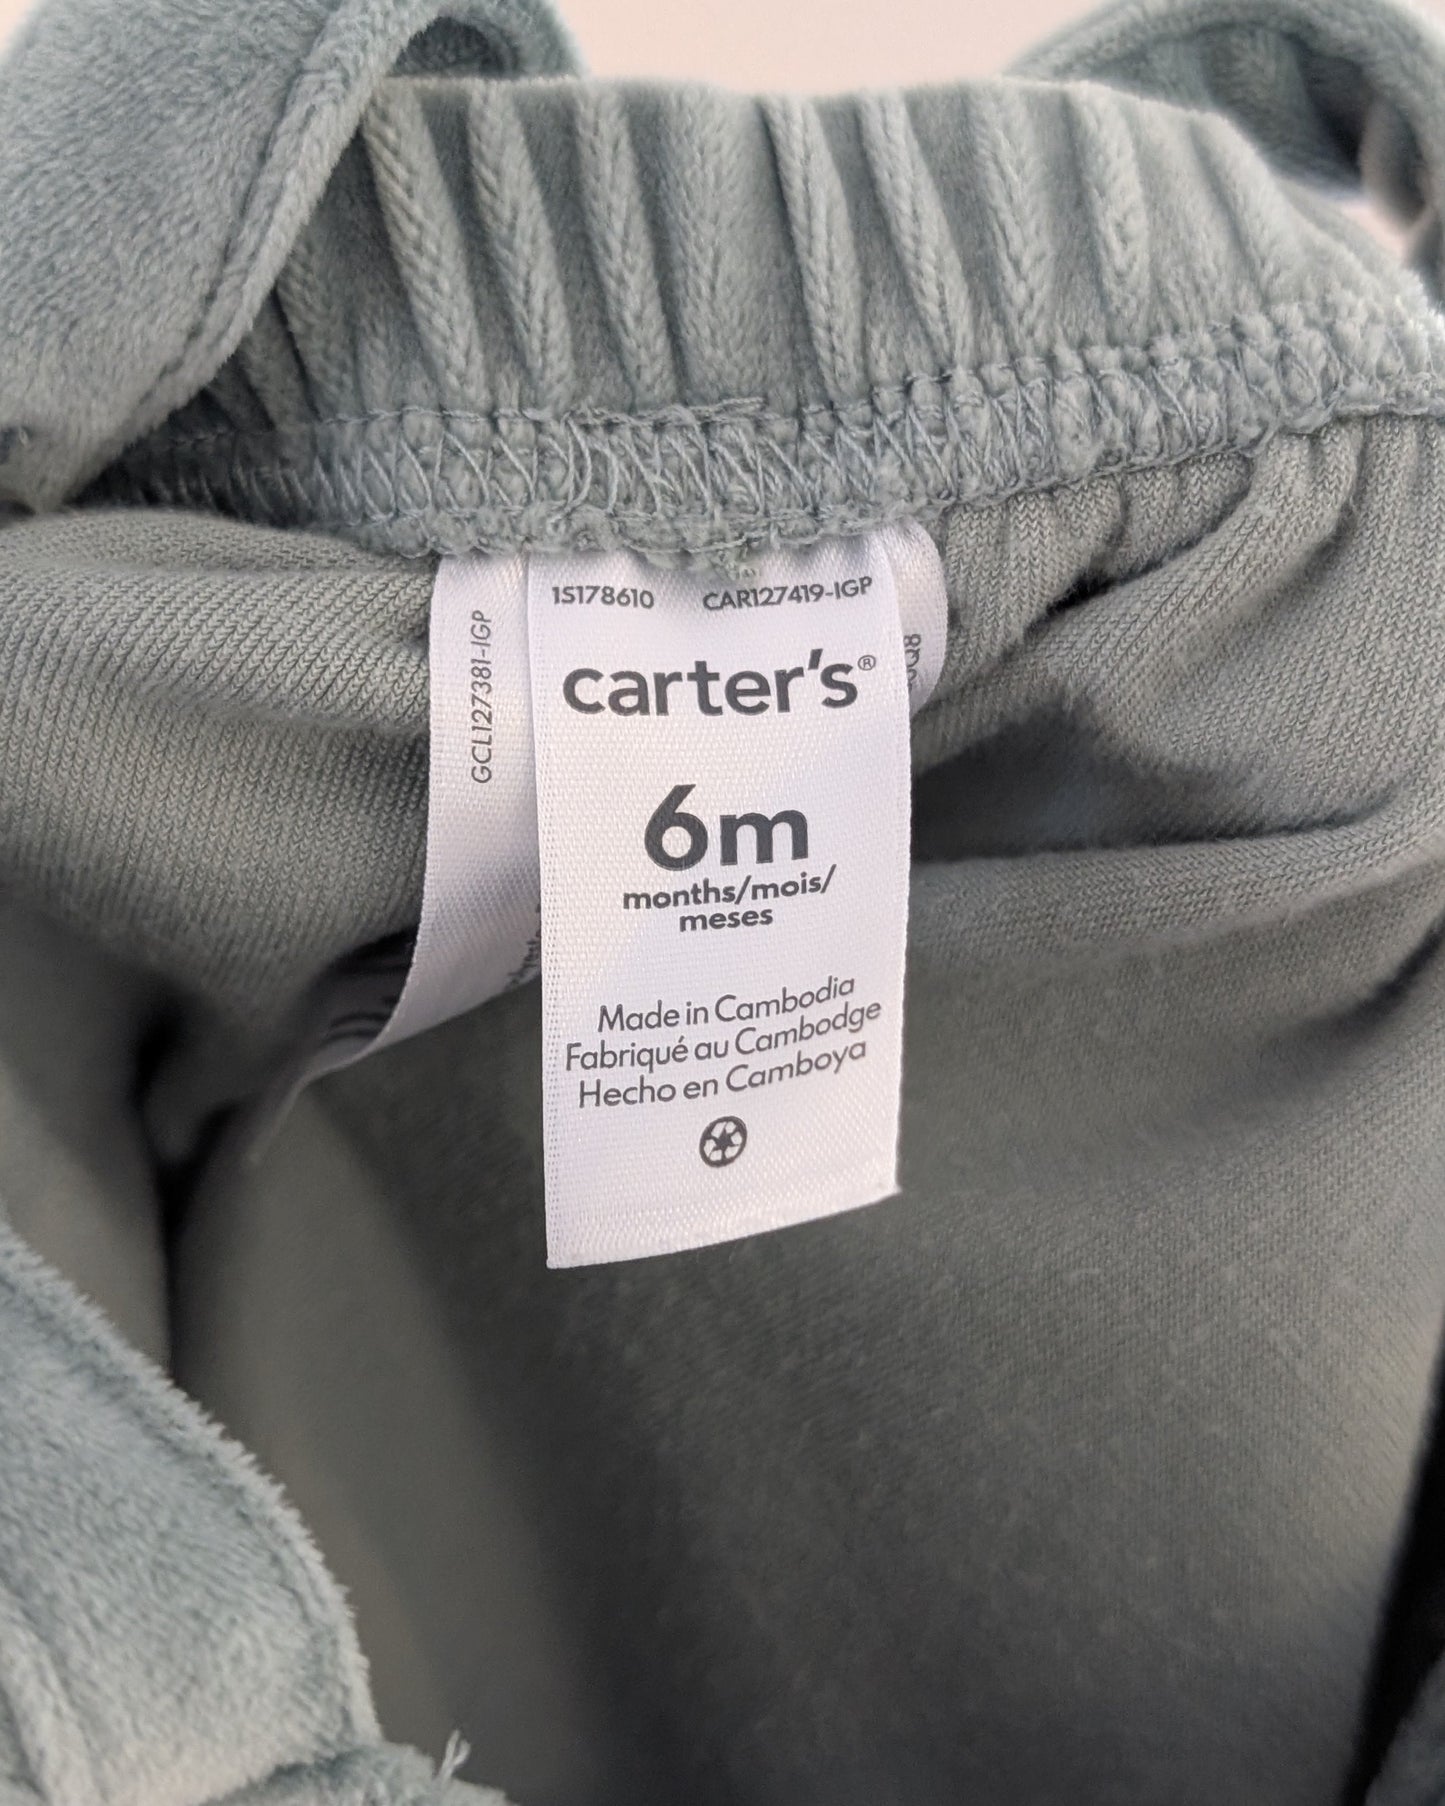 1S178610 CAR127419-IGP
carter's®
6m
months/mois/
meses
Made in Cambodia
Fabriqué au Cambodge
Hecho en Camboya
GCL127381-IGP